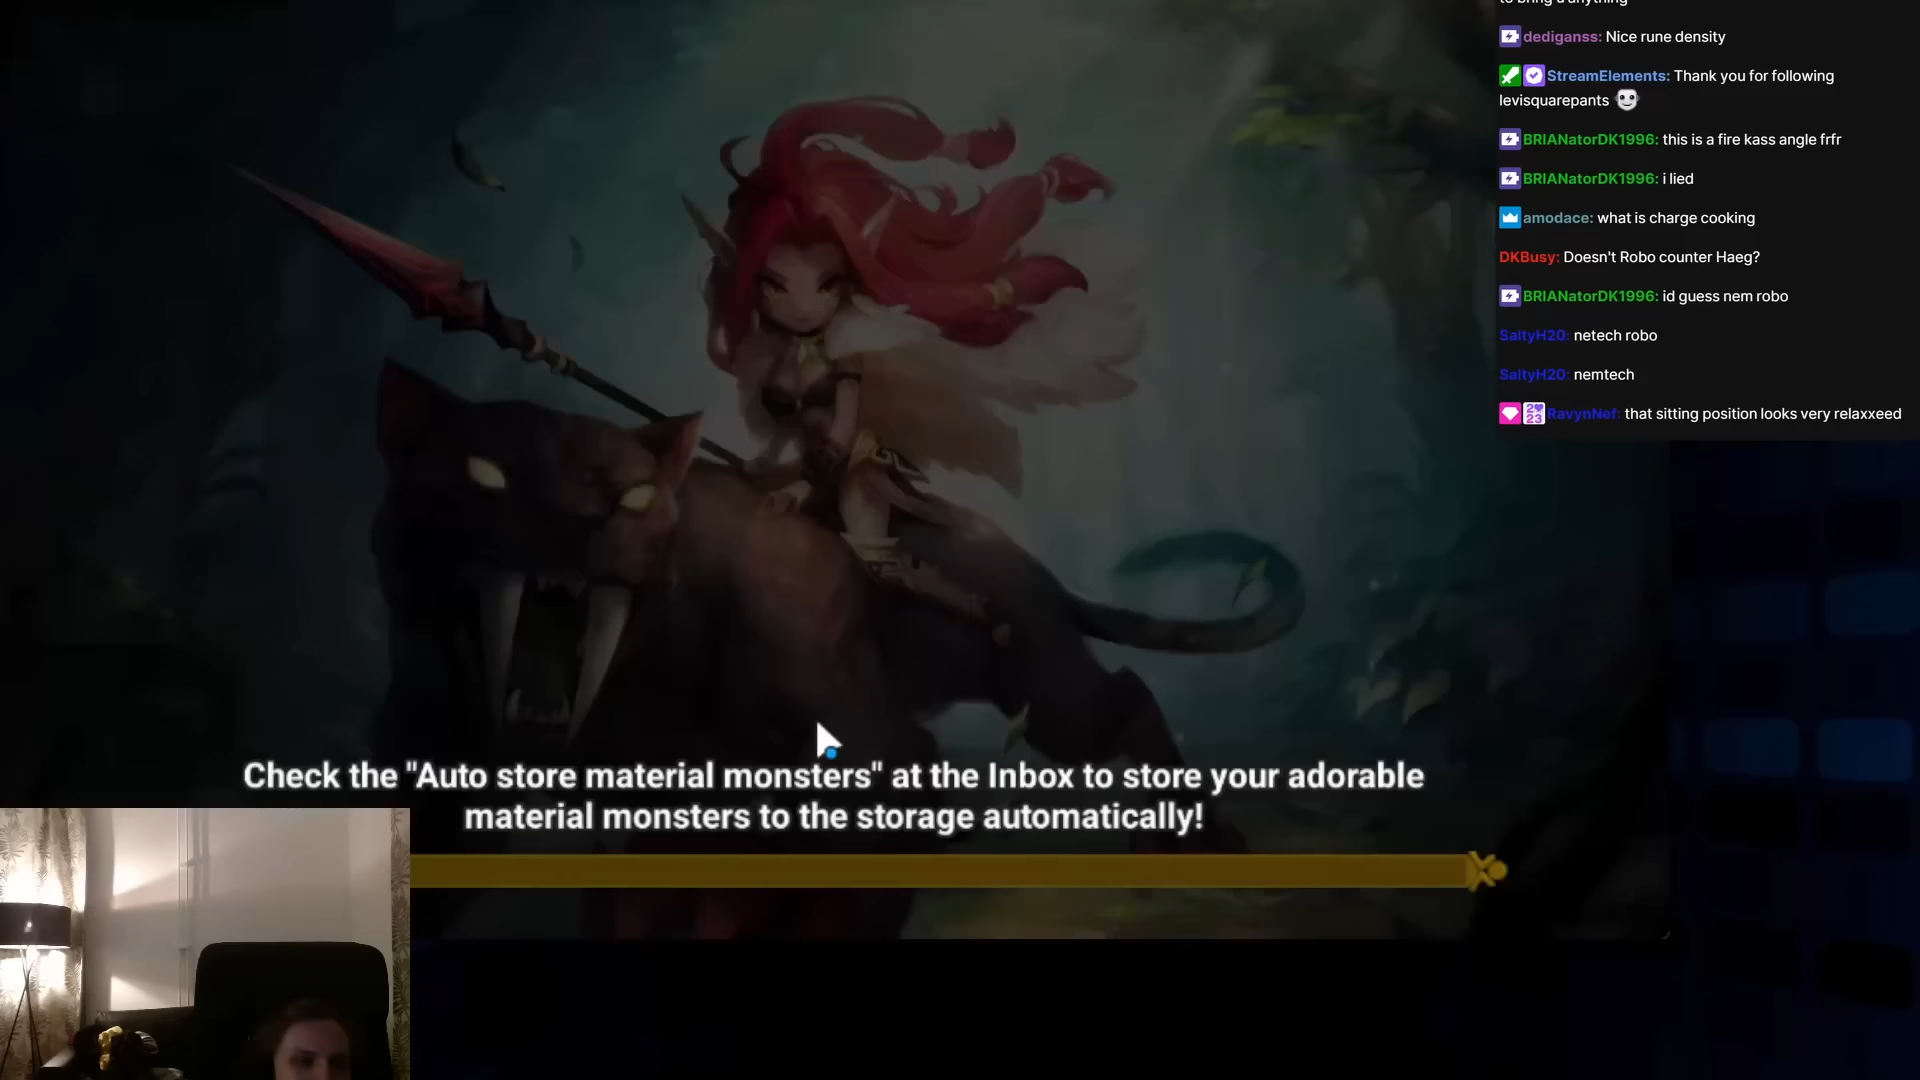 dediganss: Nice rune density
StreamElements: Thank you for following
levisquarepants
BRIANatorDK1996: this is a fire kass angle frfr
BRIANatorDK1996: i lied
amodace: what is charge cooking
DKBusy: Doesn't Robo counter Haeg?
BRIANatorDK1996: id guess nem robo
SaltyH20: netech robo
SaltyH20: nemtech
RavynNef: that sitting position looks very relaxxeed
Check the "Auto store material monsters" at the Inbox to store your adorable
material monsters to the storage automatically!